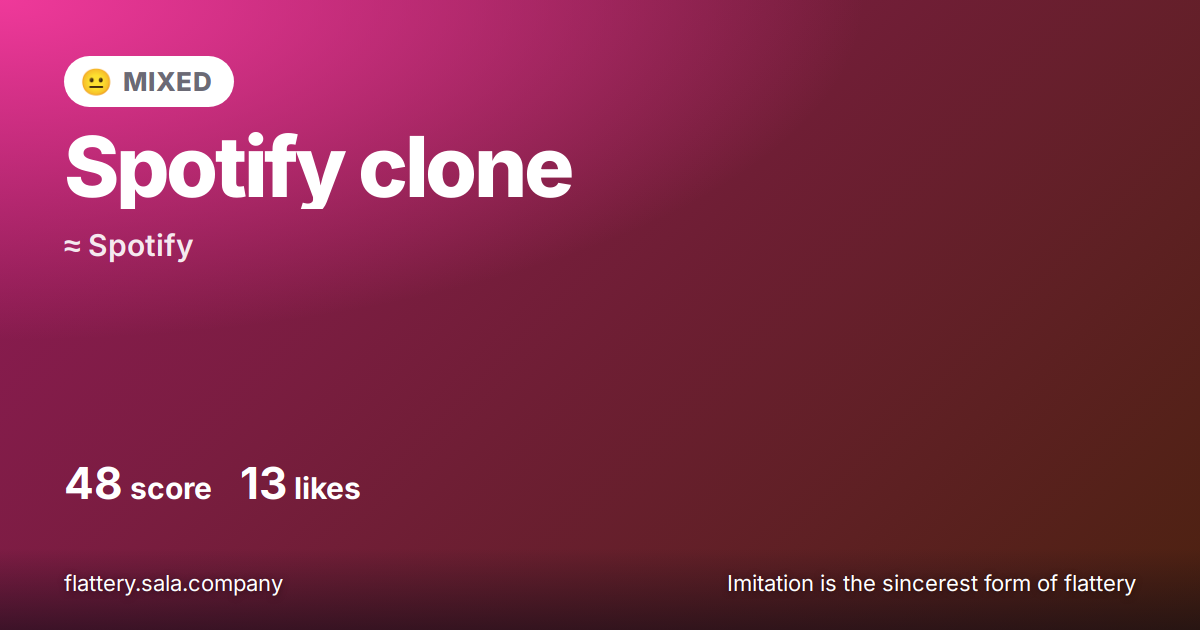 😐 MIXED
Spotify clone
≈ Spotify
48 score 13 likes
flattery.sala.company
Imitation is the sincerest form of flattery